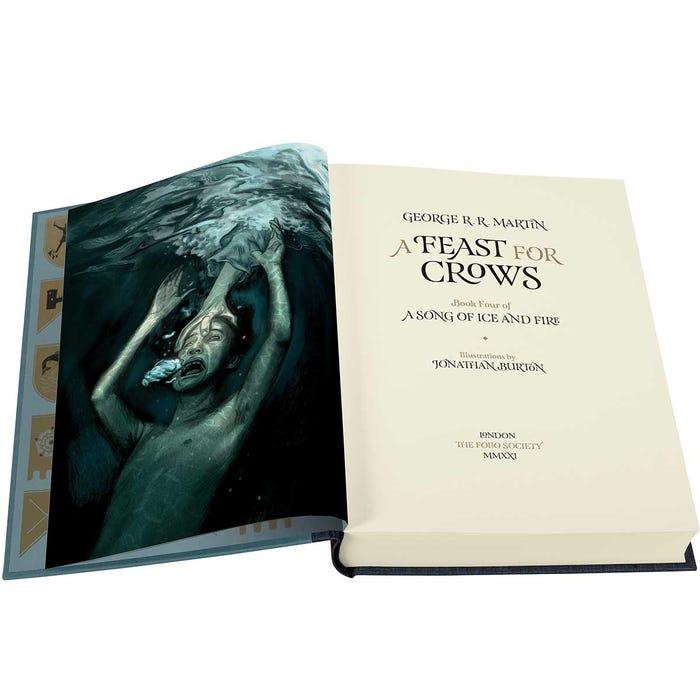 GEORGE R. R. MARTIN
A FEAST FOR
CROWS
Book Four of
A SONG OF ICE AND FIRE
Illustrations by
JONATHAN BURTON
LONDON
THE FOLIO SOCIETY
MMXXI